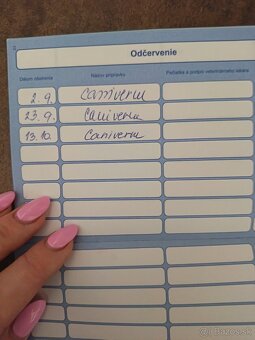 Odčervenie
Dátum ošetrenia Názov prípravku Pečiatka a podpis veterinárneho lekára
2. 9. Caniverm
23. 9. Caniverm
13. 10. Caniverm